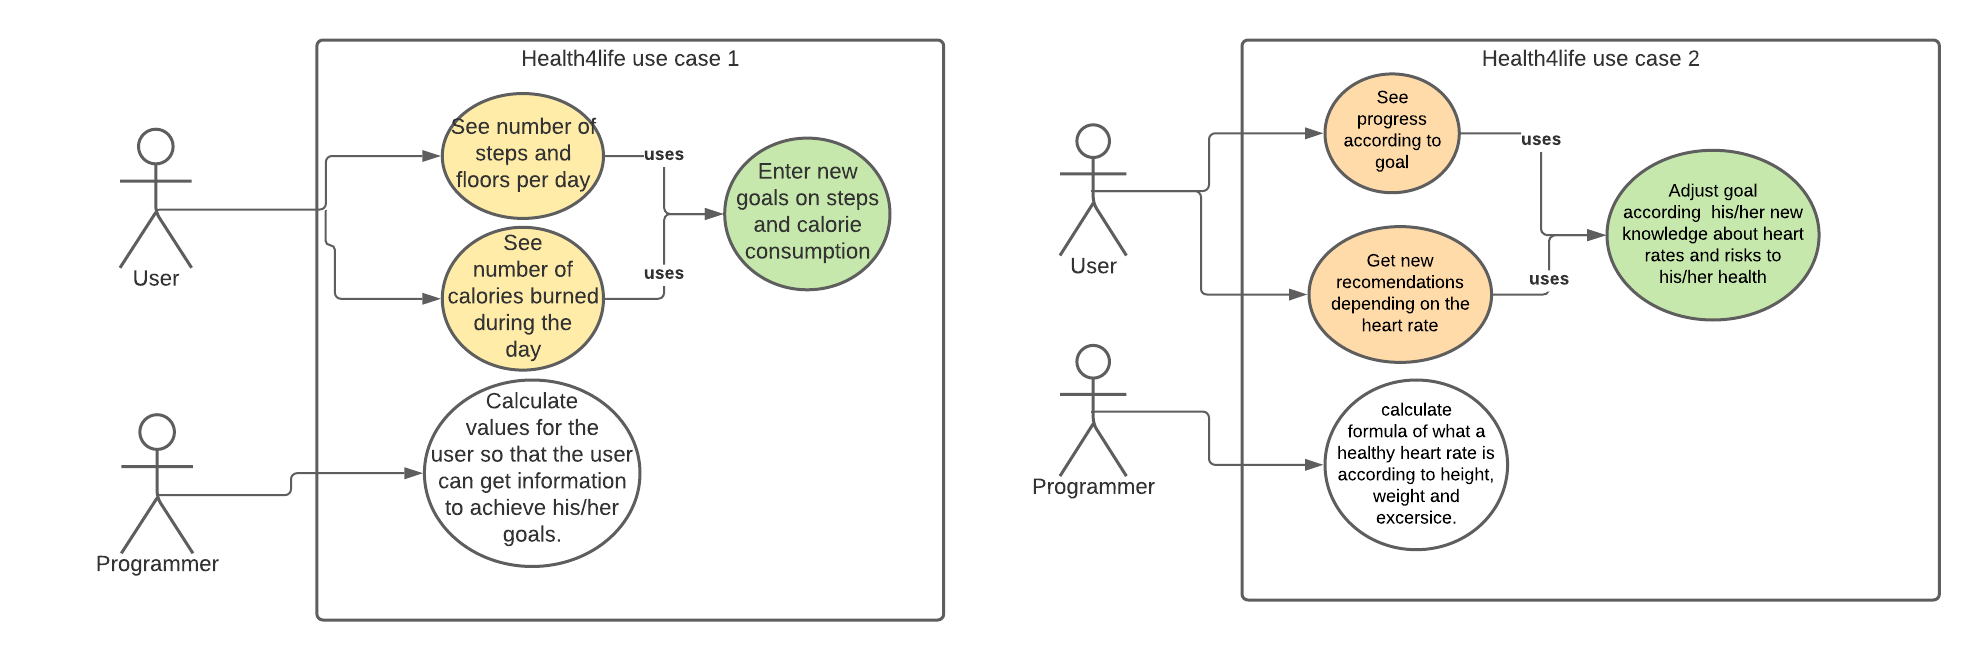 Health4life use case 1
See number of
steps and
floors per day
uses
Enter new
goals on steps
and calorie
consumption
See
number of
calories burned
during the
day
uses
User
Calculate
values for the
user so that the user
can get information
to achieve his/her
goals.
Programmer
Health4life use case 2
See
progress
according to
goal
uses
Adjust goal
according  his/her new
knowledge about heart
rates and risks to
his/her health
User
Get new
recomendations
depending on the
heart rate
uses
Programmer
calculate
formula of what a
healthy heart rate is
according to height,
weight and
excersice.